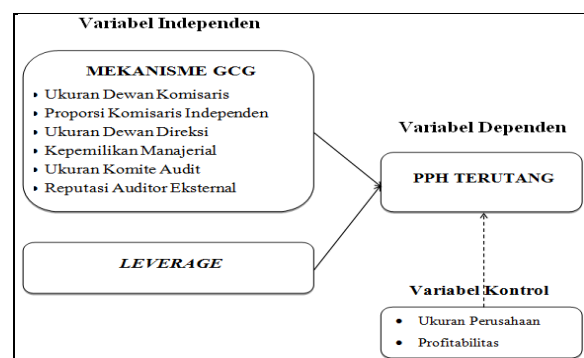 Variabel Independen
MEKANISME GCG
• Ukuran Dewan Komisaris
• Proporsi Komisaris Independen
• Ukuran Dewan Direksi
• Kepemilikan Manajerial
• Ukuran Komite Audit
• Reputasi Auditor Eksternal
LEVERAGE
Variabel Dependen
PPH TERUTANG
Variabel Kontrol
• Ukuran Perusahaan
• Profitabilitas